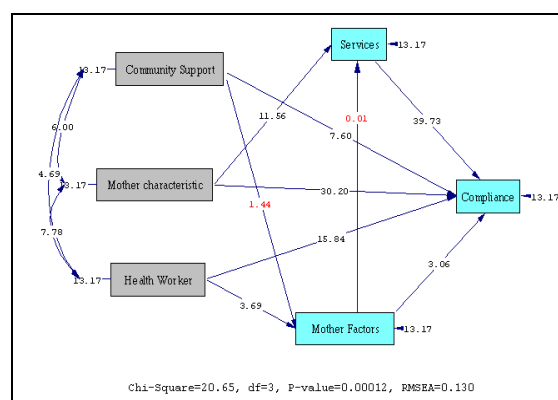 Services
13.17
13.17
Community Support
11.56
0.01
39.73
6.00
7.60
4.69
13.17
Mother characteristic
30.20
Compliance
13.17
1.44
7.78
15.84
13.17
Health Worker
3.06
3.69
Mother Factors
13.17
Chi-Square=20.65, df=3, P-value=0.00012, RMSEA=0.130